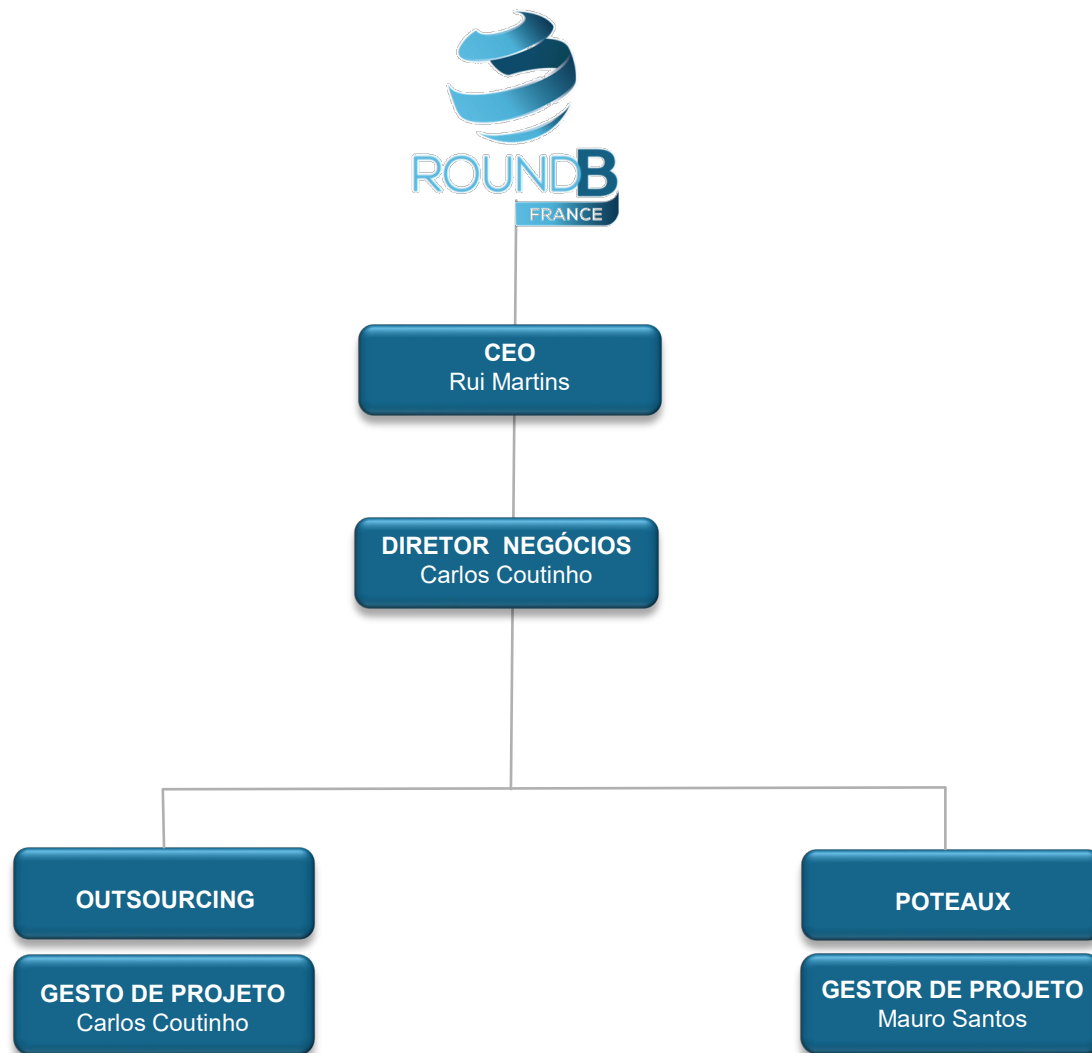 ROUNDB
FRANCE
CEO
Rui Martins
DIRETOR NEGÓCIOS
Carlos Coutinho
OUTSOURCING
POTEAUX
GESTO DE PROJETO
Carlos Coutinho
GESTOR DE PROJETO
Mauro Santos